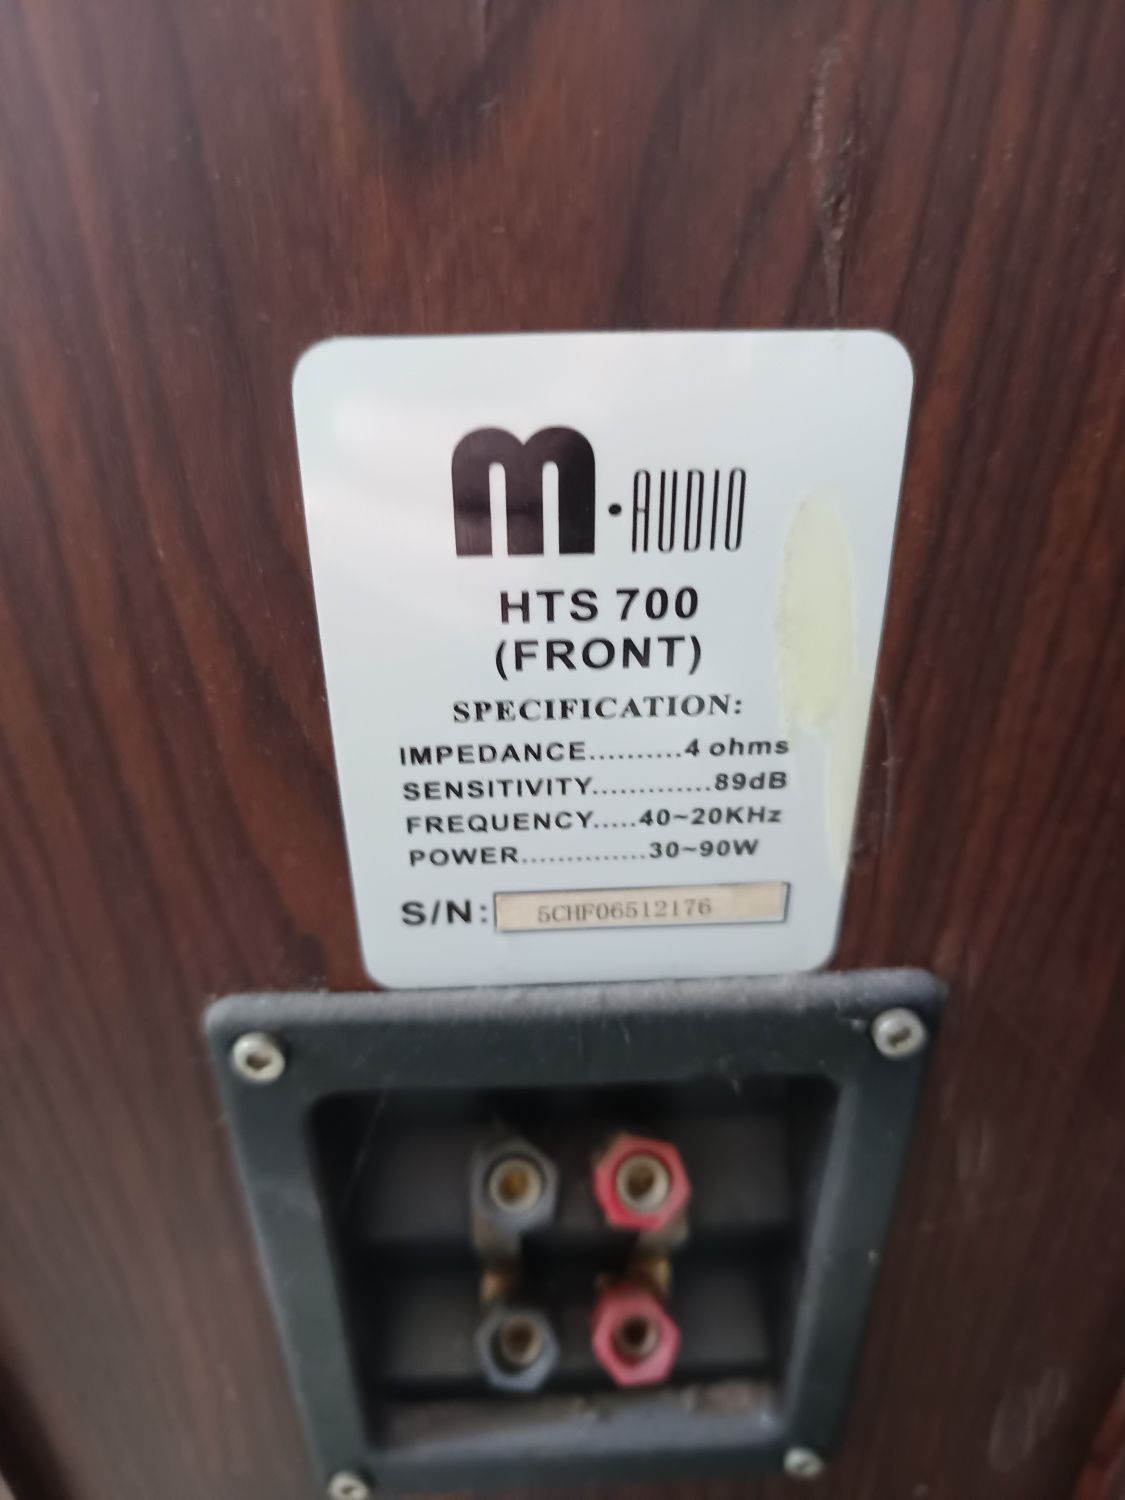 m·AUDIO
HTS 700
(FRONT)
SPECIFICATION:
IMPEDANCE..........4 ohms
SENSITIVITY.............89dB
FREQUENCY.....40~20KHz
POWER..............30~90W
S/N: 5CHF06512176